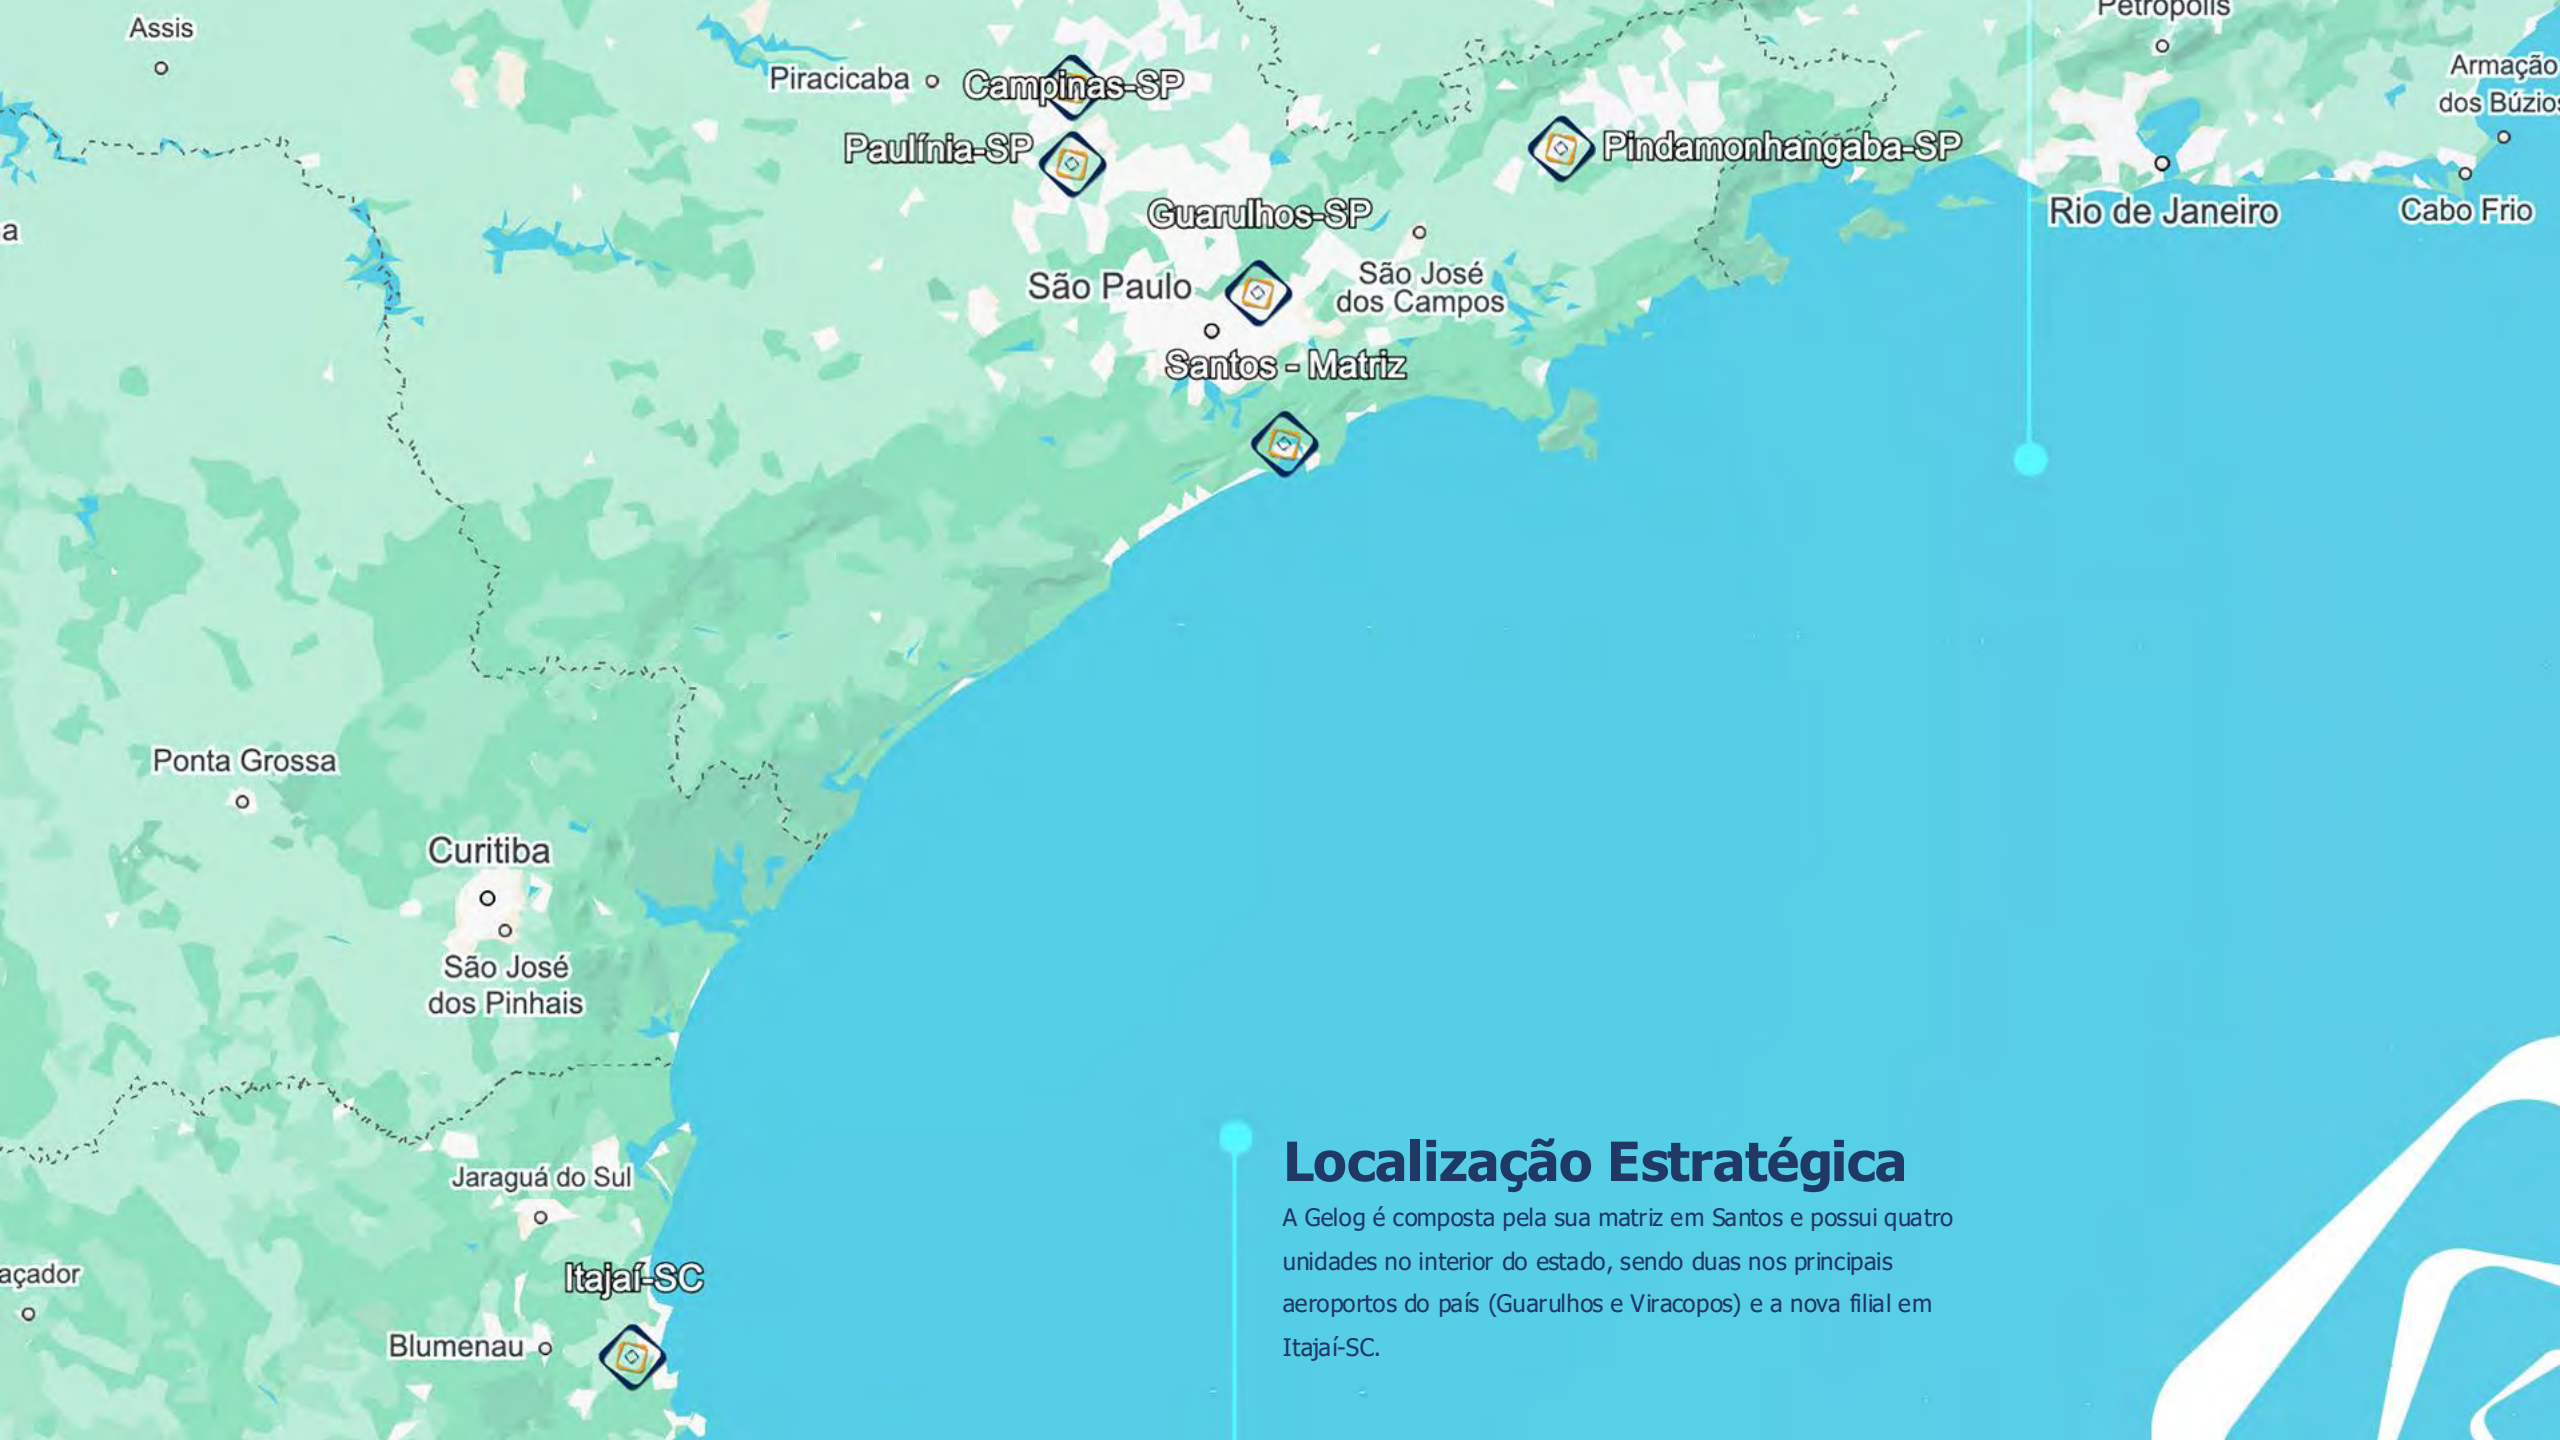 Assis
Petrópolis
Armação
dos Búzios
Piracicaba
Campinas-SP
Paulínia-SP
Pindamonhangaba-SP
Guarulhos-SP
Rio de Janeiro
Cabo Frio
São Paulo
São José
dos Campos
Santos - Matriz
Ponta Grossa
Curitiba
São José
dos Pinhais
Jaraguá do Sul
Itajaí-SC
açador
Blumenau
Localização Estratégica
A Gelog é composta pela sua matriz em Santos e possui quatro
unidades no interior do estado, sendo duas nos principais
aeroportos do país (Guarulhos e Viracopos) e a nova filial em
Itajaí-SC.